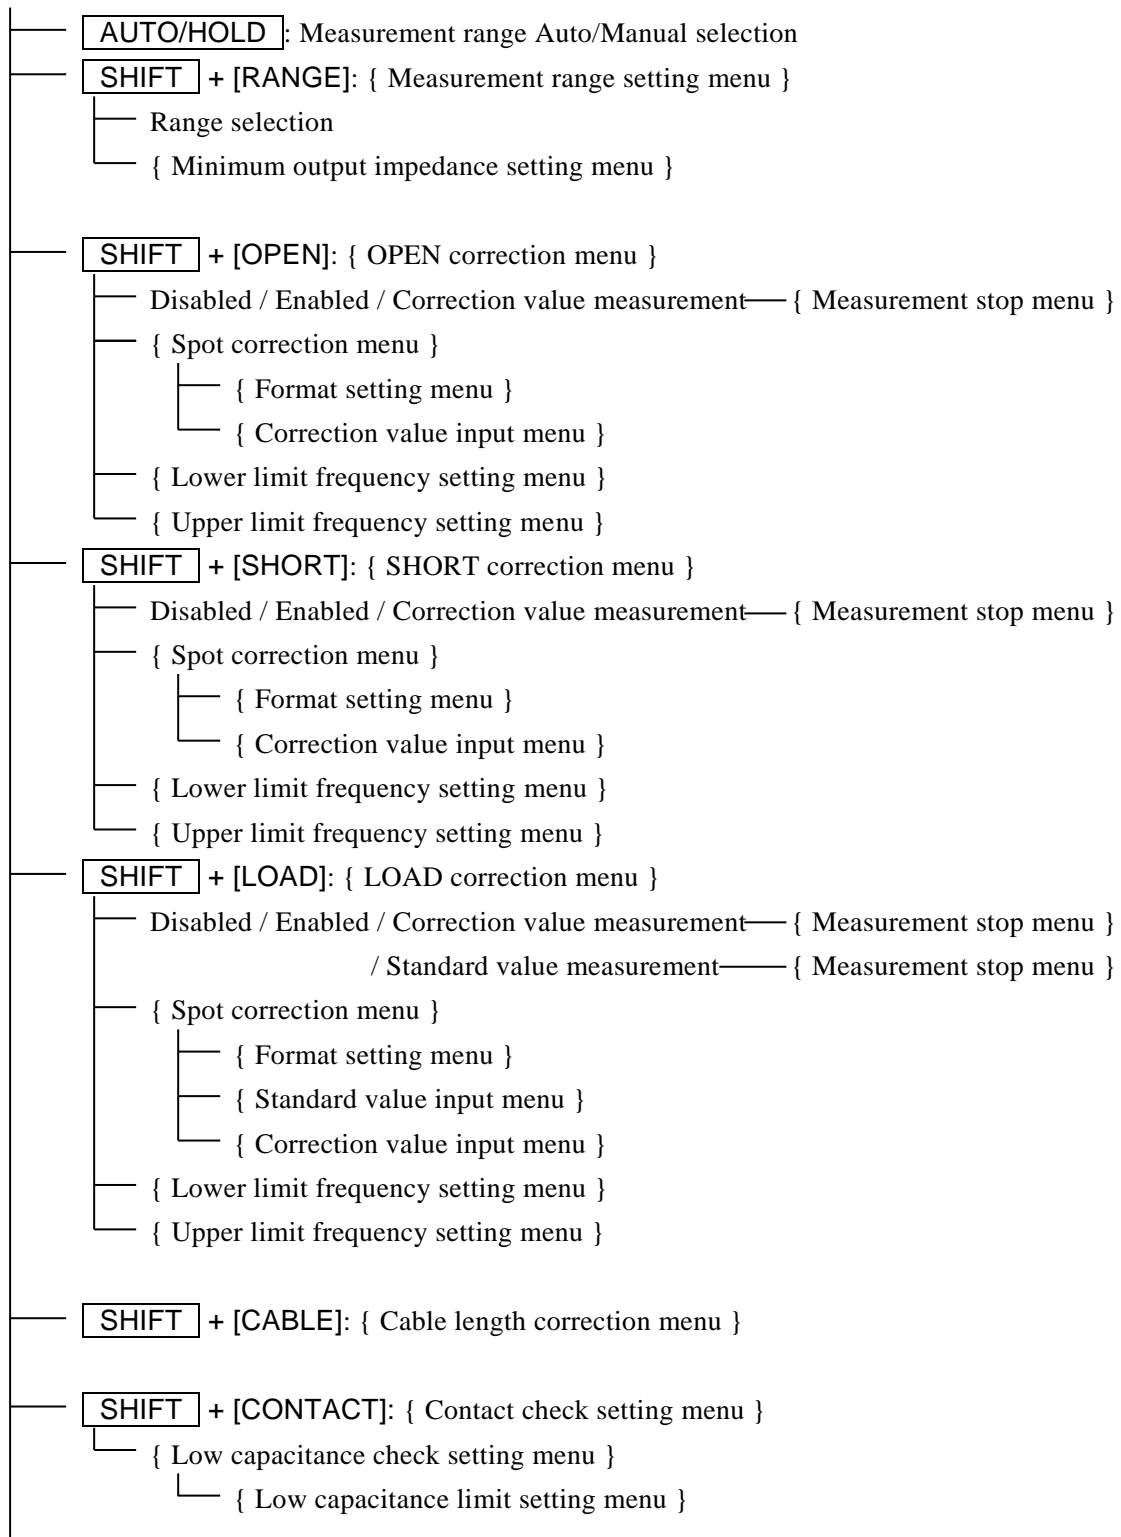 AUTO/HOLD : Measurement range Auto/Manual selection
SHIFT + [RANGE]: { Measurement range setting menu }
Range selection
{ Minimum output impedance setting menu }
SHIFT + [OPEN]: { OPEN correction menu }
Disabled / Enabled / Correction value measurement { Measurement stop menu }
{ Spot correction menu }
{ Format setting menu }
{ Correction value input menu }
{ Lower limit frequency setting menu }
{ Upper limit frequency setting menu }
SHIFT + [SHORT]: { SHORT correction menu }
Disabled / Enabled / Correction value measurement { Measurement stop menu }
{ Spot correction menu }
{ Format setting menu }
{ Correction value input menu }
{ Lower limit frequency setting menu }
{ Upper limit frequency setting menu }
SHIFT + [LOAD]: { LOAD correction menu }
Disabled / Enabled / Correction value measurement { Measurement stop menu }
/ Standard value measurement { Measurement stop menu }
{ Spot correction menu }
{ Format setting menu }
{ Standard value input menu }
{ Correction value input menu }
{ Lower limit frequency setting menu }
{ Upper limit frequency setting menu }
SHIFT + [CABLE]: { Cable length correction menu }
SHIFT + [CONTACT]: { Contact check setting menu }
{ Low capacitance check setting menu }
{ Low capacitance limit setting menu }